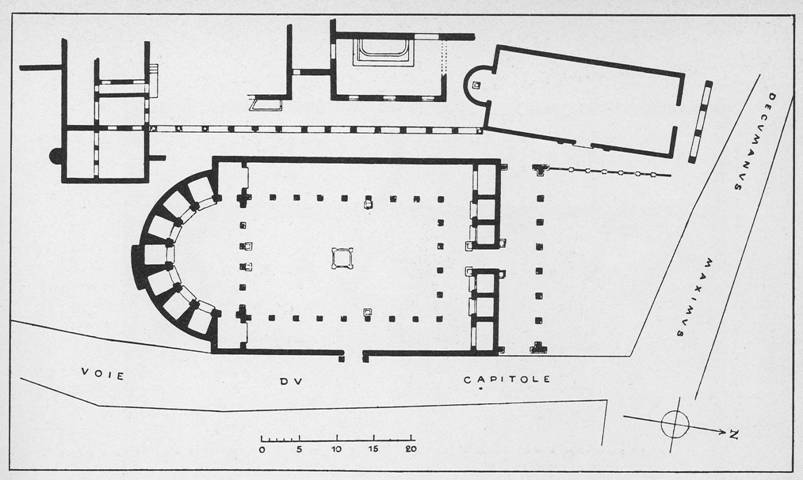 DECVMANVS
MAXIMVS
VOIE DV CAPITOLE
0 5 10 15 20
N